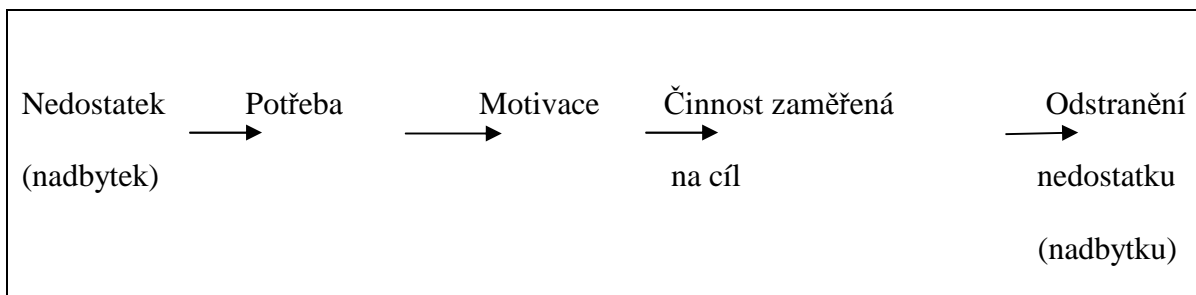 Nedostatek Potřeba Motivace Činnost zaměřená Odstranění
(nadbytek) na cíl nedostatku
(nadbytku)